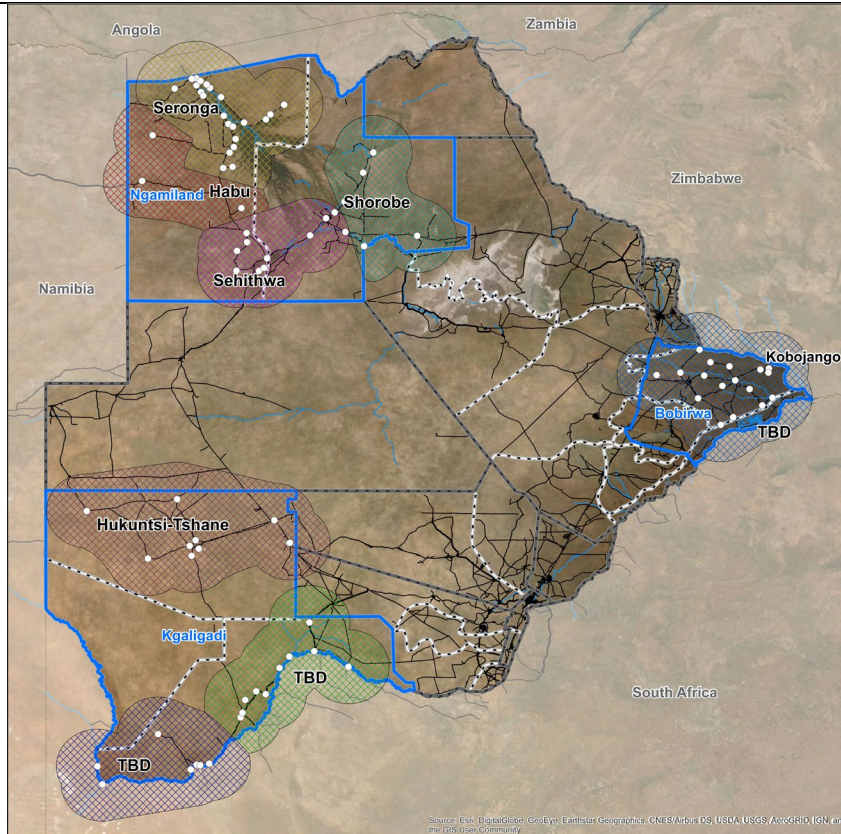 Angola
Zambia
Seronga
Zimbabwe
Ngamiland
Habu
Shorobe
Namibia
Sehithwa
Kobojango
Bobirwa
TBD
Hukuntsi-Tshane
Kgaligadi
TBD
South Africa
TBD
Source: Esri, DigitalGlobe, GeoEye, Earthstar Geographics, CNES/Airbus DS, USDA, USGS, AeroGRID, IGN, an
the GIS User Community